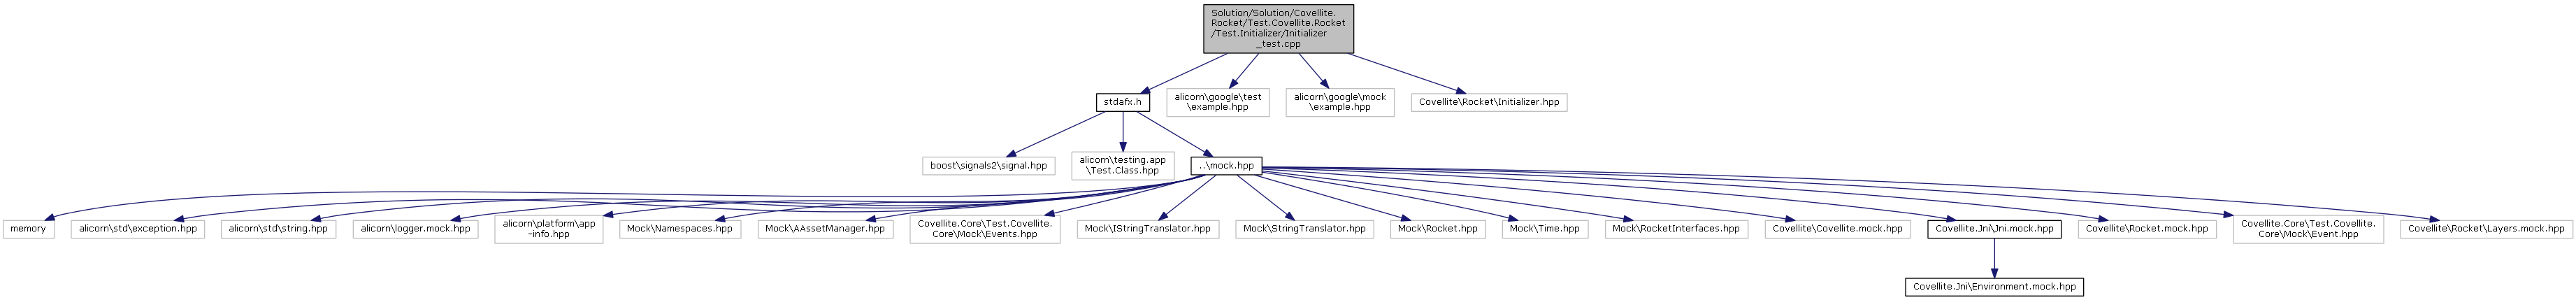 Solution/Solution/Covellite.
Rocket/Test.Covellite.Rocket
/Test.Initializer/Initializer
_test.cpp
stdafx.h
alicorn\google\test
\example.hpp
alicorn\google\mock
\example.hpp
Covellite\Rocket\Initializer.hpp
boost\signals2\signal.hpp
alicorn\testing.app
\Test.Class.hpp
..\mock.hpp
memory
alicorn\std\exception.hpp
alicorn\std\string.hpp
alicorn\logger.mock.hpp
alicorn\platform\app
-info.hpp
Mock\Namespaces.hpp
Mock\AAssetManager.hpp
Covellite.Core\Test.Covellite.
Core\Mock\Events.hpp
Mock\IStringTranslator.hpp
Mock\StringTranslator.hpp
Mock\Rocket.hpp
Mock\Time.hpp
Mock\RocketInterfaces.hpp
Covellite\Covellite.mock.hpp
Covellite.Jni\Jni.mock.hpp
Covellite\Rocket.mock.hpp
Covellite.Core\Test.Covellite.
Core\Mock\Event.hpp
Covellite\Rocket\Layers.mock.hpp
Covellite.Jni\Environment.mock.hpp